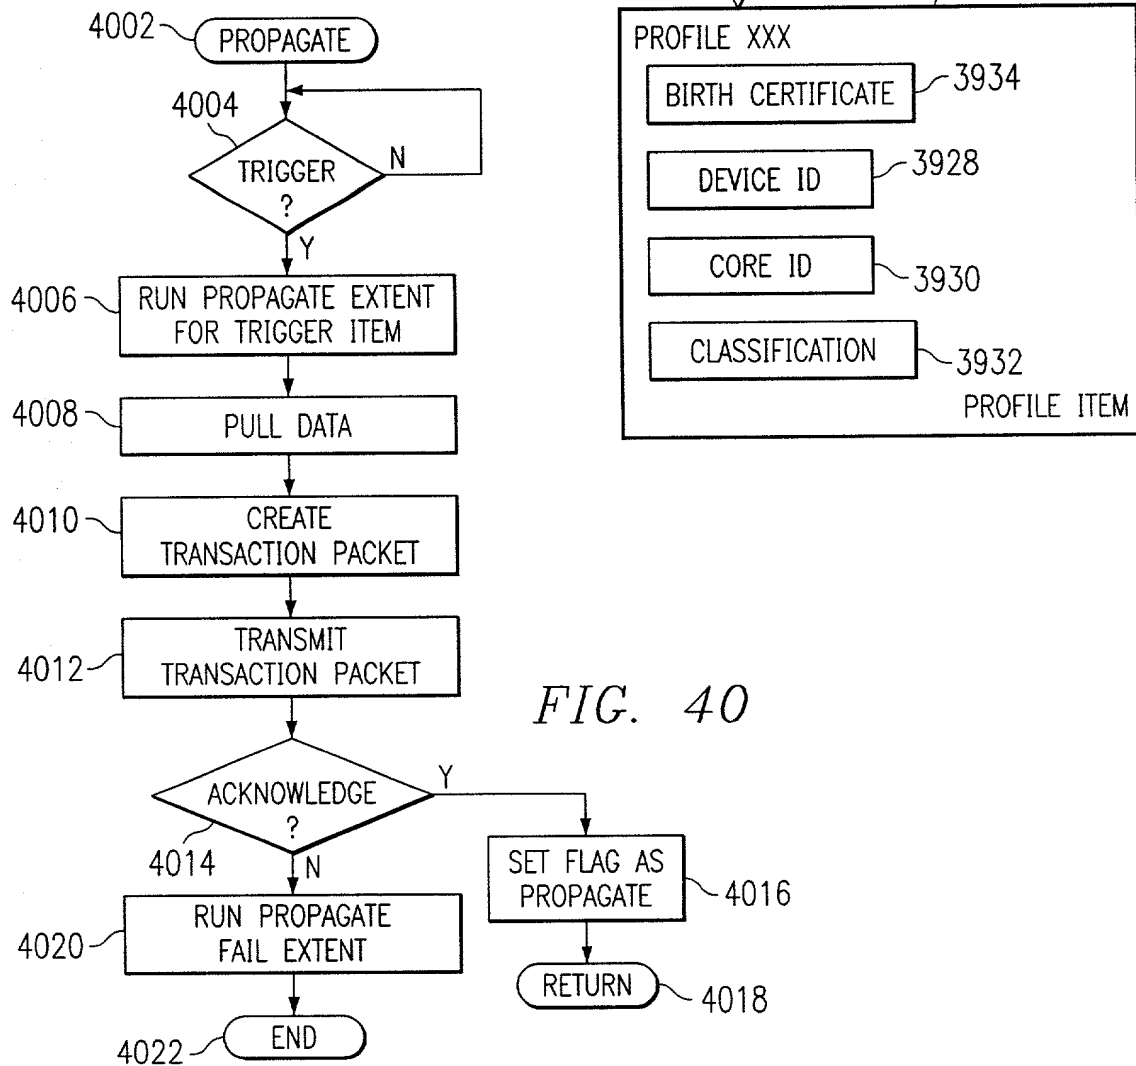 4002
PROPAGATE
4004
TRIGGER
?
N
Y
4006
RUN PROPAGATE EXTENT
FOR TRIGGER ITEM
4008
PULL DATA
4010
CREATE
TRANSACTION PACKET
4012
TRANSMIT
TRANSACTION PACKET
ACKNOWLEDGE
?
4014
Y
N
SET FLAG AS
PROPAGATE
4016
4020
RUN PROPAGATE
FAIL EXTENT
RETURN
4018
4022
END
FIG. 40
PROFILE XXX
BIRTH CERTIFICATE
3934
DEVICE ID
3928
CORE ID
3930
CLASSIFICATION
3932
PROFILE ITEM